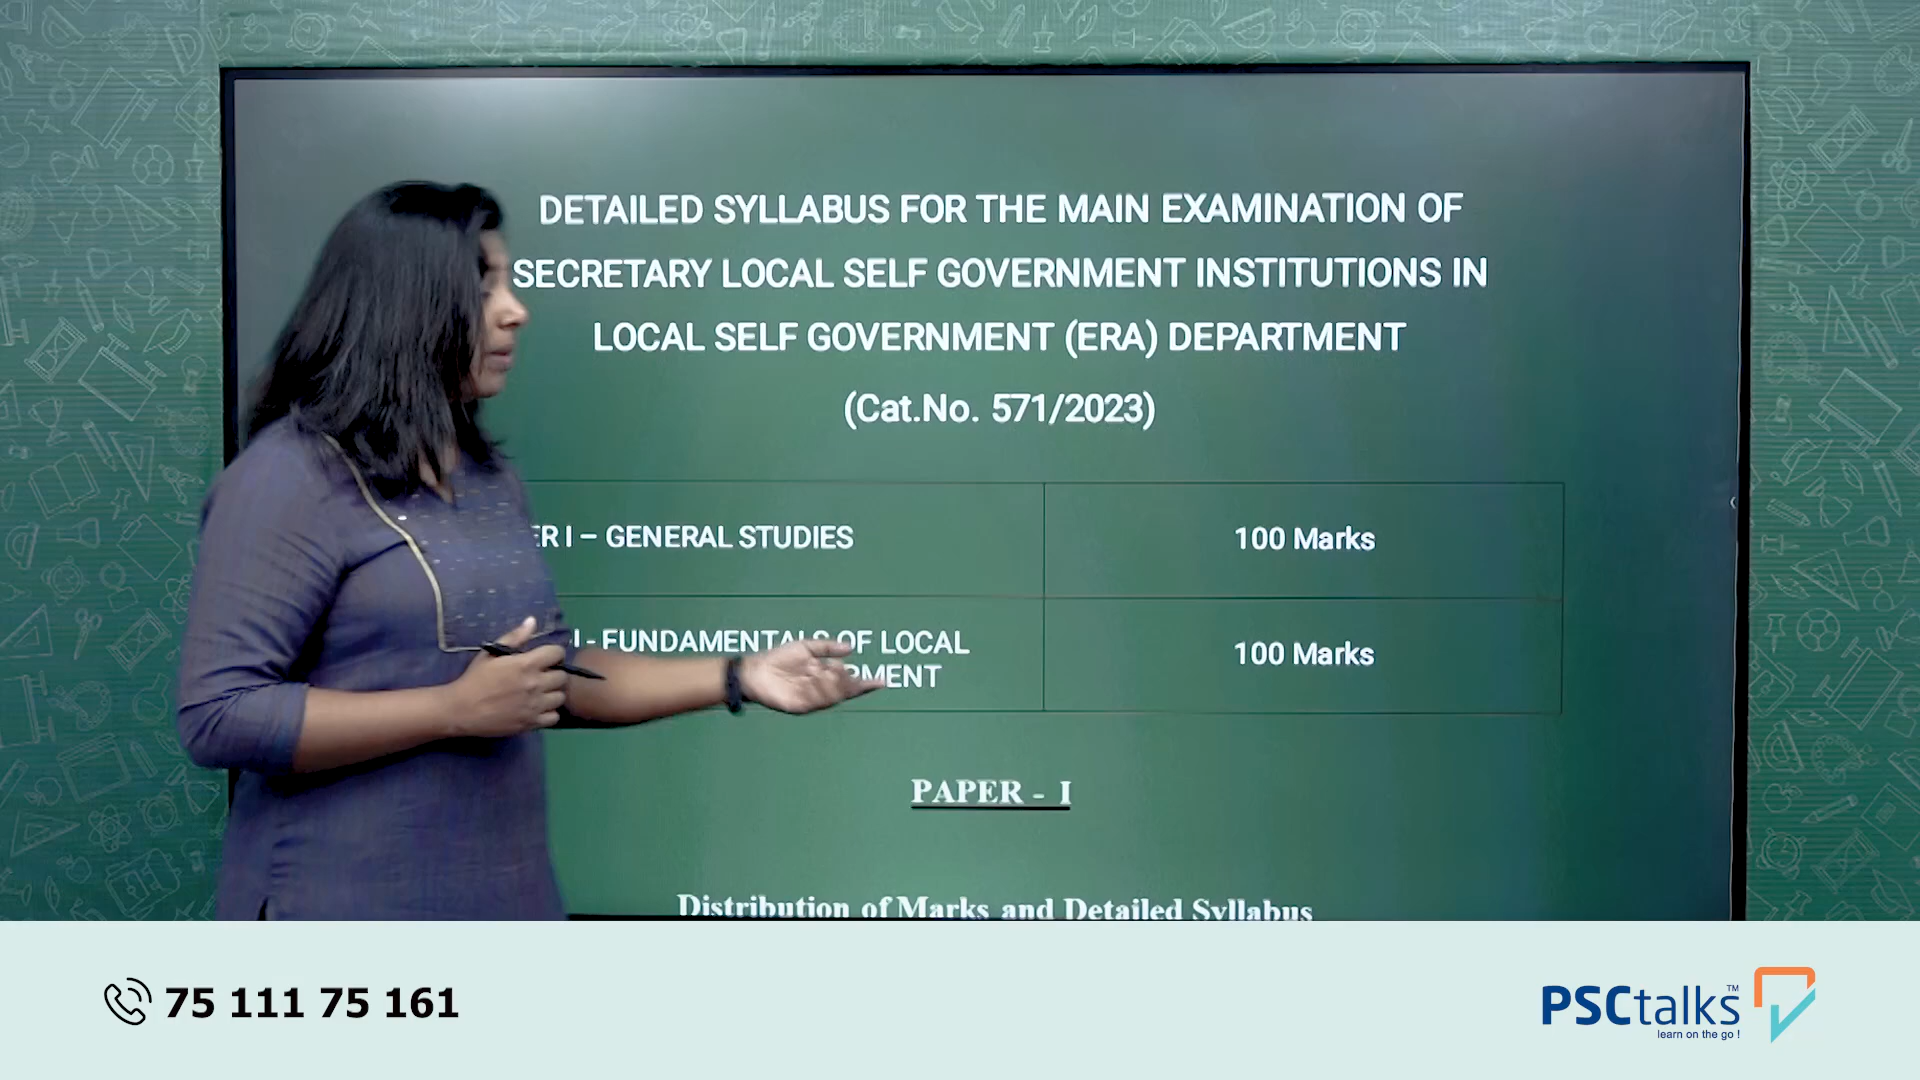 DETAILED SYLLABUS FOR THE MAIN EXAMINATION OF
SECRETARY LOCAL SELF GOVERNMENT INSTITUTIONS IN
LOCAL SELF GOVERNMENT (ERA) DEPARTMENT
(Cat.No. 571/2023)
I – GENERAL STUDIES
100 Marks
- FUNDAMENTALS OF LOCAL
100 Marks
PAPER - I
Distribution of Marks and Detailed Syllabus
75 111 75 161
PSCtalks™
learn on the go !